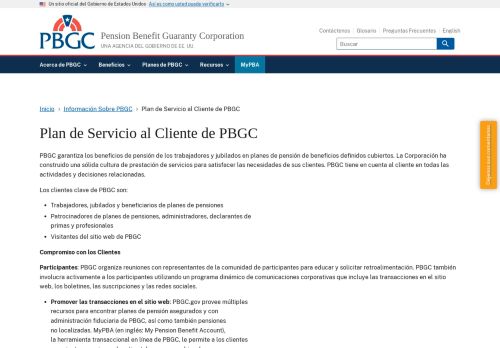 Un sitio oficial del Gobierno de Estados Unidos Así es como usted puede verificarlo
PBGC
Pension Benefit Guaranty Corporation
UNA AGENCIA DEL GOBIERNO DE EE. UU
Contáctenos Glosario Preguntas Frecuentes English
Buscar
Acerca de PBGC Beneficios Planes de PBGC Recursos MyPBA
Inicio Información Sobre PBGC Plan de Servicio al Cliente de PBGC
Plan de Servicio al Cliente de PBGC
PBGC garantiza los beneficios de pensión de los trabajadores y jubilados en planes de pensión de beneficios definidos cubiertos. La Corporación ha
construido una sólida cultura de prestación de servicios para satisfacer las necesidades de sus clientes. PBGC tiene en cuenta al cliente en todas las
actividades y decisiones relacionadas.
Los clientes clave de PBGC son:
Trabajadores, jubilados y beneficiarios de planes de pensiones
Patrocinadores de planes de pensiones, administradores, declarantes de
primas y profesionales
Visitantes del sitio web de PBGC
Compromiso con los Clientes
Participantes: PBGC organiza reuniones con representantes de la comunidad de participantes para educar y solicitar retroalimentación. PBGC también
involucra activamente a los participantes utilizando un programa dinámico de comunicaciones corporativas que incluye las transacciones en el sitio
web, los boletines, las suscripciones y las redes sociales.
Promover las transacciones en el sitio web: PBGC.gov provee múltiples
recursos para encontrar planes de pensión asegurados y con
administración fiduciaria de PBGC, así como también pensiones
no localizadas. MyPBA (en inglés: My Pension Benefit Account),
la herramienta transaccional en línea de PBGC, le permite a los clientes